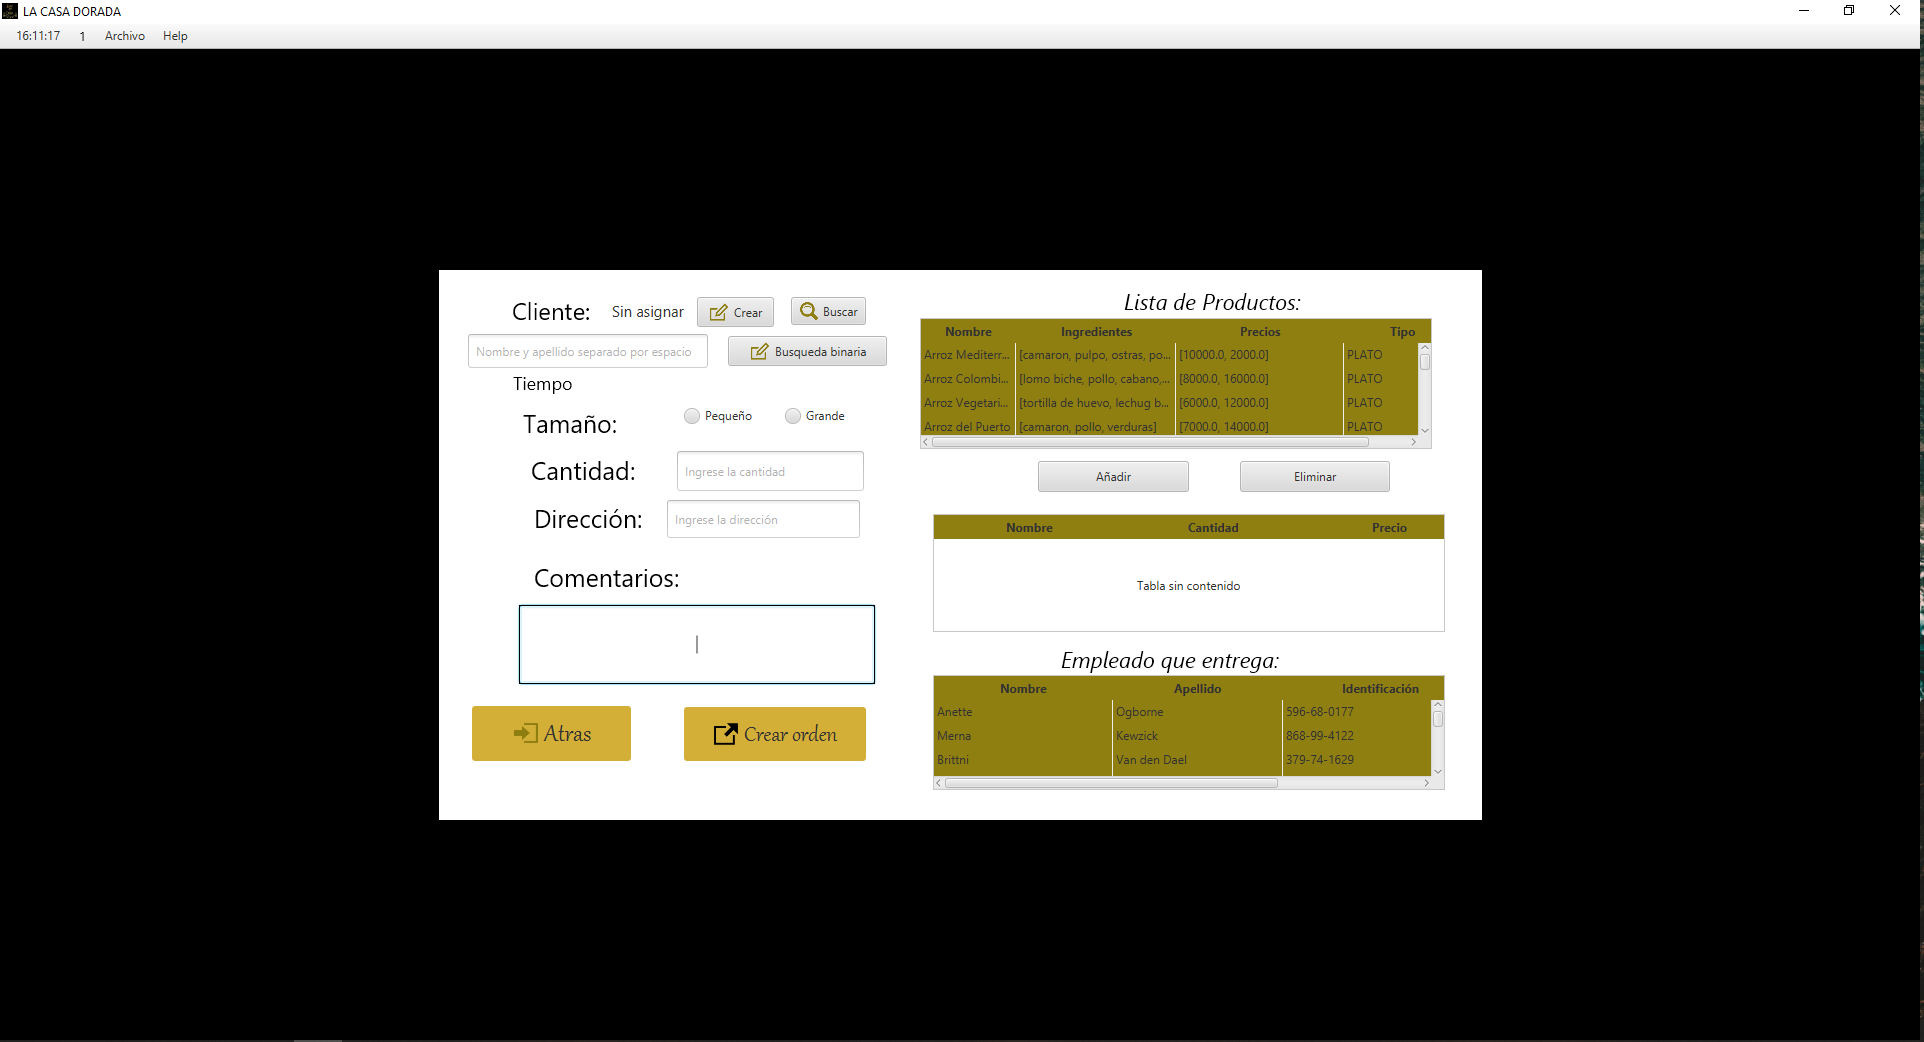 LA CASA DORADA
16:11:17 1 Archivo Help
Cliente: Sin asignar Crear Buscar
Nombre y apellido separado por espacio Busqueda binaria
Tiempo
Tamaño: Pequeño Grande
Cantidad: Ingrese la cantidad
Dirección: Ingrese la dirección
Comentarios:
Atras Crear orden
Lista de Productos:
Nombre Ingredientes Precios Tipo
Arroz Mediterr... [camaron, pulpo, ostras, po... [10000.0, 2000.0] PLATO
Arroz Colombi... [lomo biche, pollo, cabano,... [8000.0, 16000.0] PLATO
Arroz Vegetari... [tortilla de huevo, lechug b... [6000.0, 12000.0] PLATO
Arroz del Puerto [camaron, pollo, verduras] [7000.0, 14000.0] PLATO
Añadir Eliminar
Nombre Cantidad Precio
Tabla sin contenido
Empleado que entrega:
Nombre Apellido Identificación
Anette Ogborne 596-68-0177
Merna Kewzick 868-99-4122
Brittni Van den Dael 379-74-1629